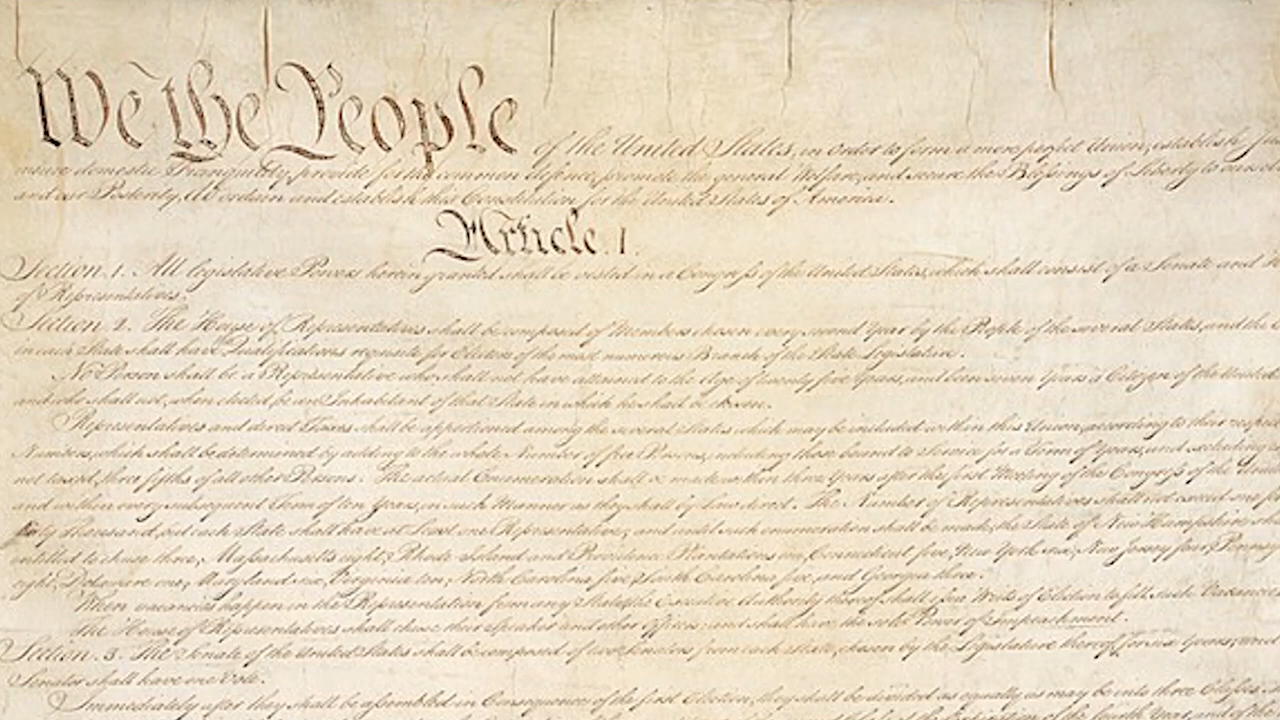 We the People of the United States, in Order to form a more perfect Union, establish
insure domestic Tranquility, provide for the common defence, promote the general Welfare, and secure the Blessings of Liberty to
and our Posterity, do ordain and establish this Constitution for the United States of America.
Article. I.
Section. 1. All legislative Powers herein granted shall be vested in a Congress of the United States, which shall consist of a Senate and
of Representatives.
Section. 2. The House of Representatives shall be composed of Members chosen every second Year by the People of the several States, and the
in each State shall have Qualifications requisite for Electors of the most numerous Branch of the State Legislature.
No Person shall be a Representative who shall not have attained to the Age of twenty five Years, and been seven Years a Citizen of the United
and who shall not, when elected, be an Inhabitant of that State in which he shall be chosen.
Representatives and direct Taxes shall be apportioned among the several States which may be included within this Union, according to their
Numbers, which shall be determined by adding to the whole Number of free Persons, including those bound to Service for a Term of Years, and excluding
not taxed, three fifths of all other Persons. The actual Enumeration shall be made within three Years after the first Meeting of the Congress of the
and within every subsequent Term of ten Years, in such Manner as they shall by Law direct. The Number of Representatives shall not exceed one
thirty Thousand, but each State shall have at Least one Representative; and until such enumeration shall be made, the State of New Hampshire
entitled to chuse three, Massachusetts eight, Rhode-Island and Providence Plantations one, Connecticut five, New-York six, New Jersey four,
eight, Delaware one, Maryland six, Virginia ten, North Carolina five, South Carolina five, and Georgia three.
When vacancies happen in the Representation from any State, the Executive Authority thereof shall issue Writs of Election to fill such
The House of Representatives shall chuse their Speaker and other Officers; and shall have the sole Power of Impeachment.
Section. 3. The Senate of the United States shall be composed of two Senators from each State, chosen by the Legislature thereof, for six Years; and
Senator shall have one Vote.
Immediately after they shall be assembled in Consequence of the first Election, they shall be divided as equally as may be into three Classes.